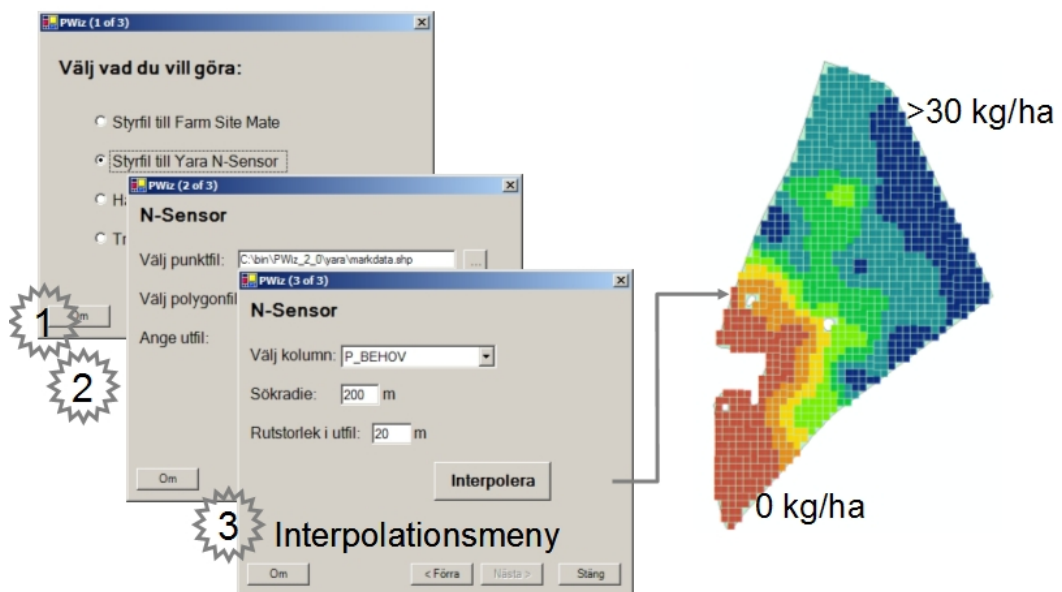 PWiz (1 of 3)
Välj vad du vill göra:
Styrfil till Farm Site Mate
Styrfil till Yara N-Sensor
Om
1
PWiz (2 of 3)
N-Sensor
Välj punktfil: C:\bin\PWiz_2_0\yara\markdata.shp ...
Välj polygonfil
Ange utfil:
Om
2
PWiz (3 of 3)
N-Sensor
Välj kolumn: P_BEHOV
Sökradie: 200 m
Rutstorlek i utfil: 20 m
Interpolera
3 Interpolationsmeny
Om < Förra Nästa > Stäng
>30 kg/ha
0 kg/ha